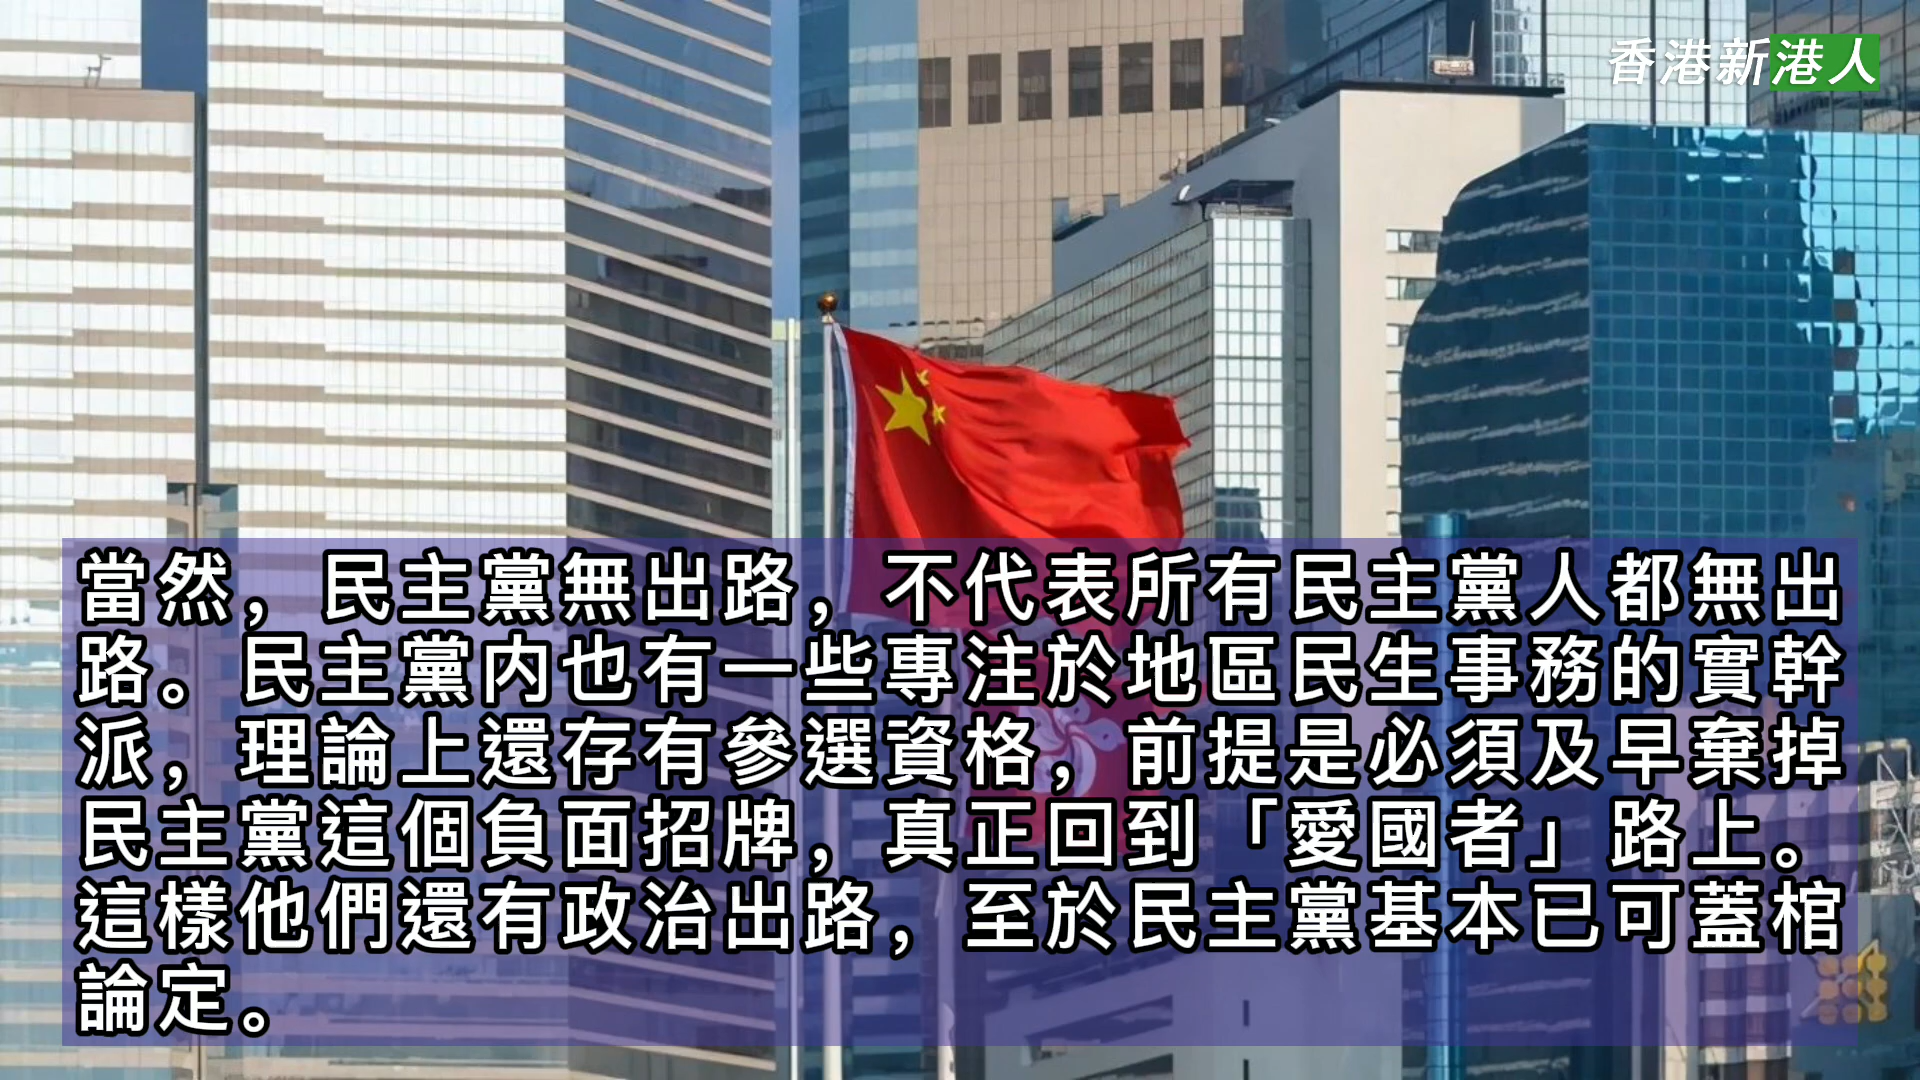 香港新港人
當然，民主黨無出路，不代表所有民主黨人都無出
路。民主黨内也有一些專注於地區民生事務的實幹
派，理論上還存有參選資格，前提是必須及早棄掉
民主黨這個負面招牌，真正回到「愛國者」路上。
這樣他們還有政治出路，至於民主黨基本已可蓋棺
論定。